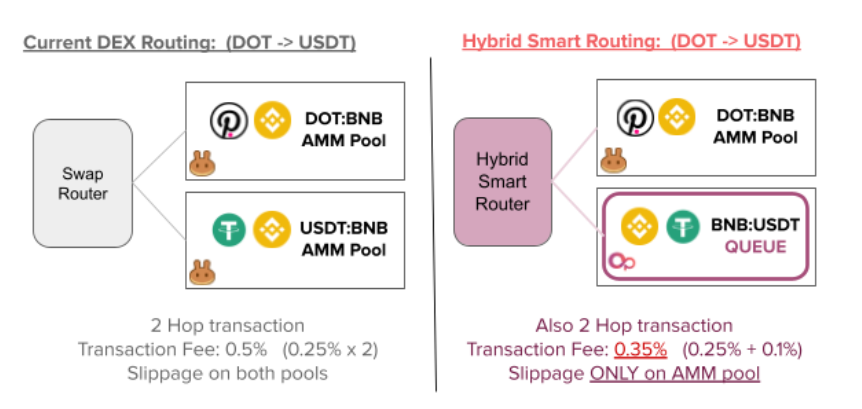 Current DEX Routing: (DOT -> USDT)
Swap
Router
DOT:BNB
AMM Pool
USDT:BNB
AMM Pool
2 Hop transaction
Transaction Fee: 0.5% (0.25% x 2)
Slippage on both pools
Hybrid Smart Routing: (DOT -> USDT)
Hybrid
Smart
Router
DOT:BNB
AMM Pool
BNB:USDT
QUEUE
Also 2 Hop transaction
Transaction Fee: 0.35% (0.25% + 0.1%)
Slippage ONLY on AMM pool